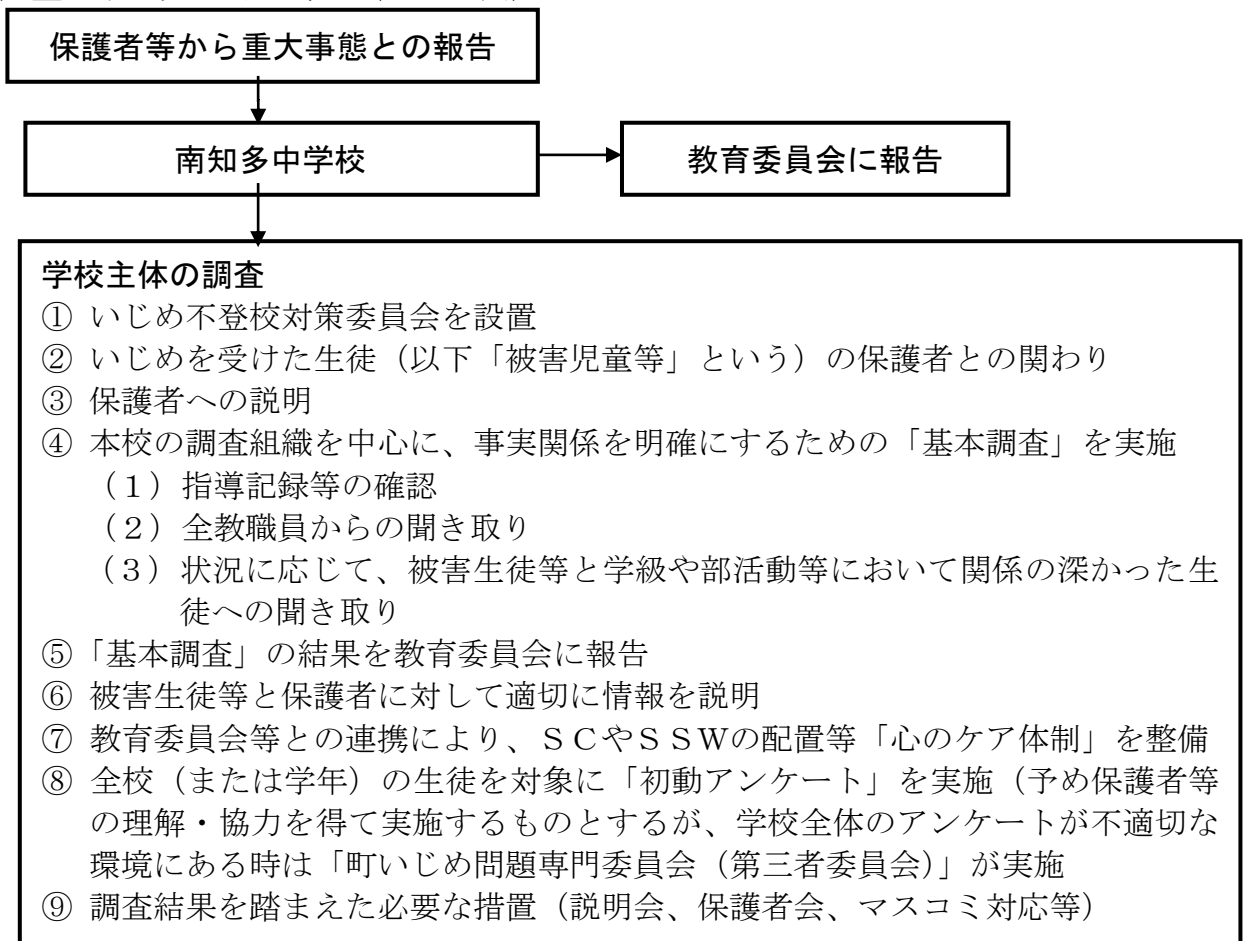 保護者等から重大事態との報告
南知多中学校
教育委員会に報告
学校主体の調査
① いじめ不登校対策委員会を設置
② いじめを受けた生徒（以下「被害児童等」という）の保護者との関わり
③ 保護者への説明
④ 本校の調査組織を中心に、事実関係を明確にするための「基本調査」を実施
（１）指導記録等の確認
（２）全教職員からの聞き取り
（３）状況に応じて、被害生徒等と学級や部活動等において関係の深かった生
徒への聞き取り
⑤「基本調査」の結果を教育委員会に報告
⑥ 被害生徒等と保護者に対して適切に情報を説明
⑦ 教育委員会等との連携により、ＳＣやＳＳＷの配置等「心のケア体制」を整備
⑧ 全校（または学年）の生徒を対象に「初動アンケート」を実施（予め保護者等
の理解・協力を得て実施するものとするが、学校全体のアンケートが不適切な
環境にある時は「町いじめ問題専門委員会（第三者委員会）」が実施
⑨ 調査結果を踏まえた必要な措置（説明会、保護者会、マスコミ対応等）